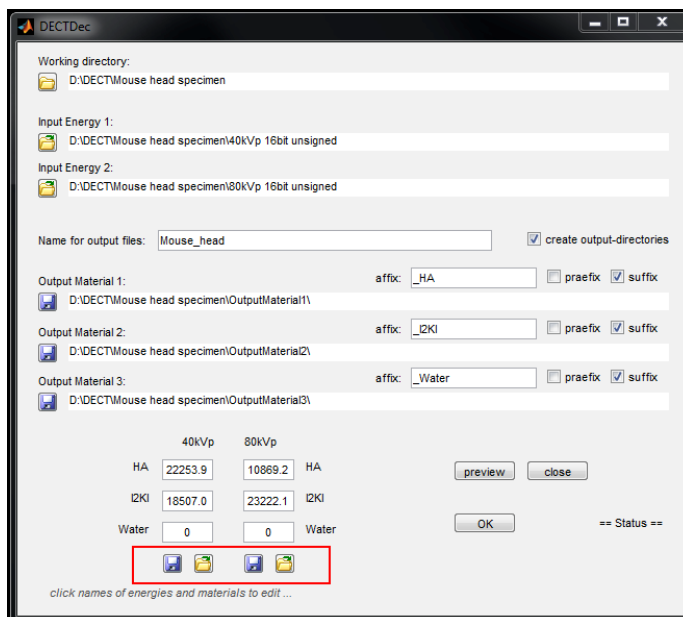 DECTDec
Working directory:
D:\DECT\Mouse head specimen
Input Energy 1:
D:\DECT\Mouse head specimen\40kVp 16bit unsigned
Input Energy 2:
D:\DECT\Mouse head specimen\80kVp 16bit unsigned
Name for output files: Mouse_head create output-directories
Output Material 1: affix: _HA praefix suffix
D:\DECT\Mouse head specimen\OutputMaterial1\
Output Material 2: affix: _I2KI praefix suffix
D:\DECT\Mouse head specimen\OutputMaterial2\
Output Material 3: affix: _Water praefix suffix
D:\DECT\Mouse head specimen\OutputMaterial3\
40kVp 80kVp
HA 22253.9 10869.2 HA preview close
I2KI 18507.0 23222.1 I2KI
Water 0 0 Water OK == Status ==
click names of energies and materials to edit ...